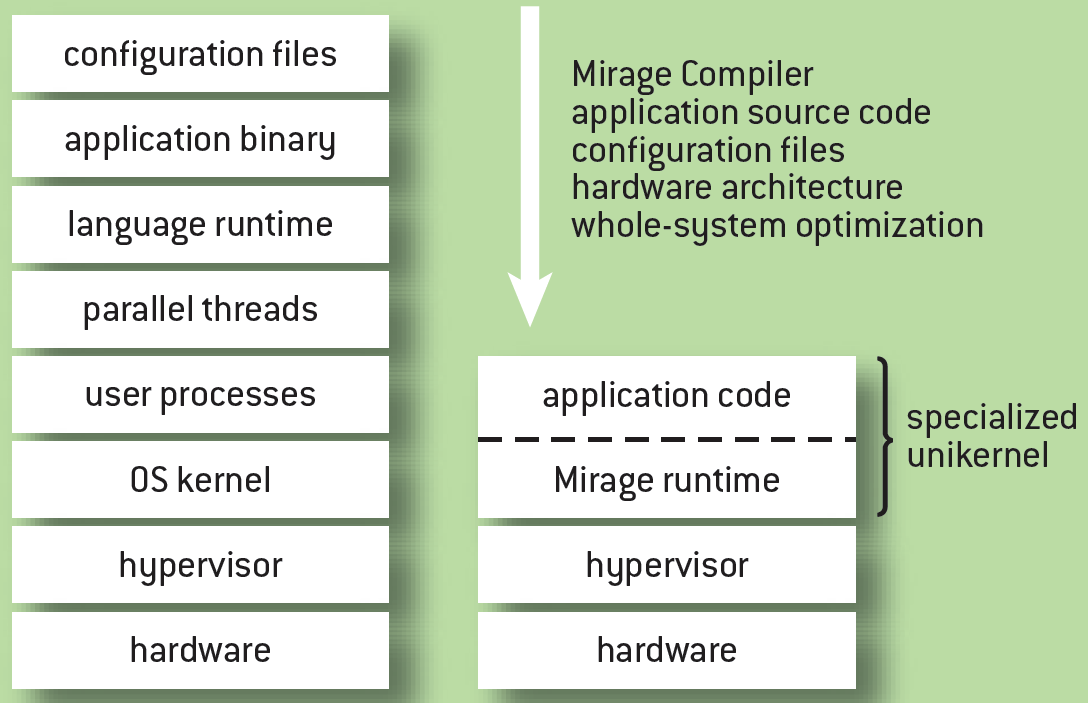 configuration files
application binary
language runtime
parallel threads
user processes
OS kernel
hypervisor
hardware
Mirage Compiler
application source code
configuration files
hardware architecture
whole-system optimization
application code
Mirage runtime
hypervisor
hardware
specialized
unikernel